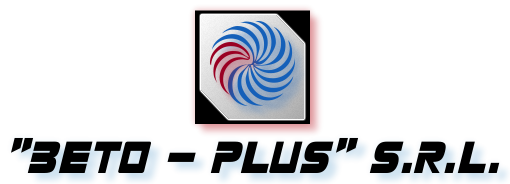 "BETO - PLUS" S.R.L.